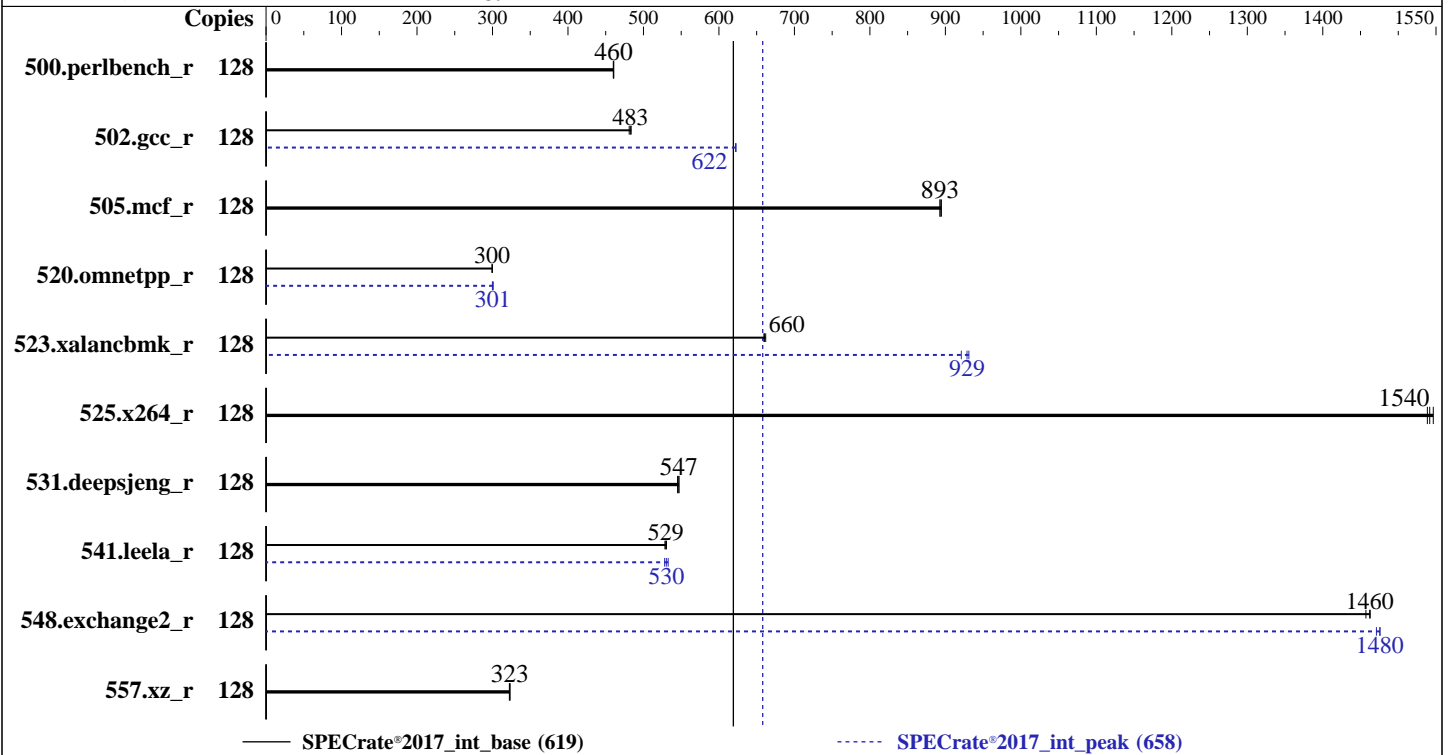 Copies 0 100 200 300 400 500 600 700 800 900 1000 1100 1200 1300 1400 1550
500.perlbench_r 128 460
502.gcc_r 128 483
622
505.mcf_r 128 893
520.omnetpp_r 128 300
301
523.xalancbmk_r 128 660
929
525.x264_r 128 1540
531.deepsjeng_r 128 547
541.leela_r 128 529
530
548.exchange2_r 128 1460
1480
557.xz_r 128 323
SPECrate®2017_int_base (619) SPECrate®2017_int_peak (658)